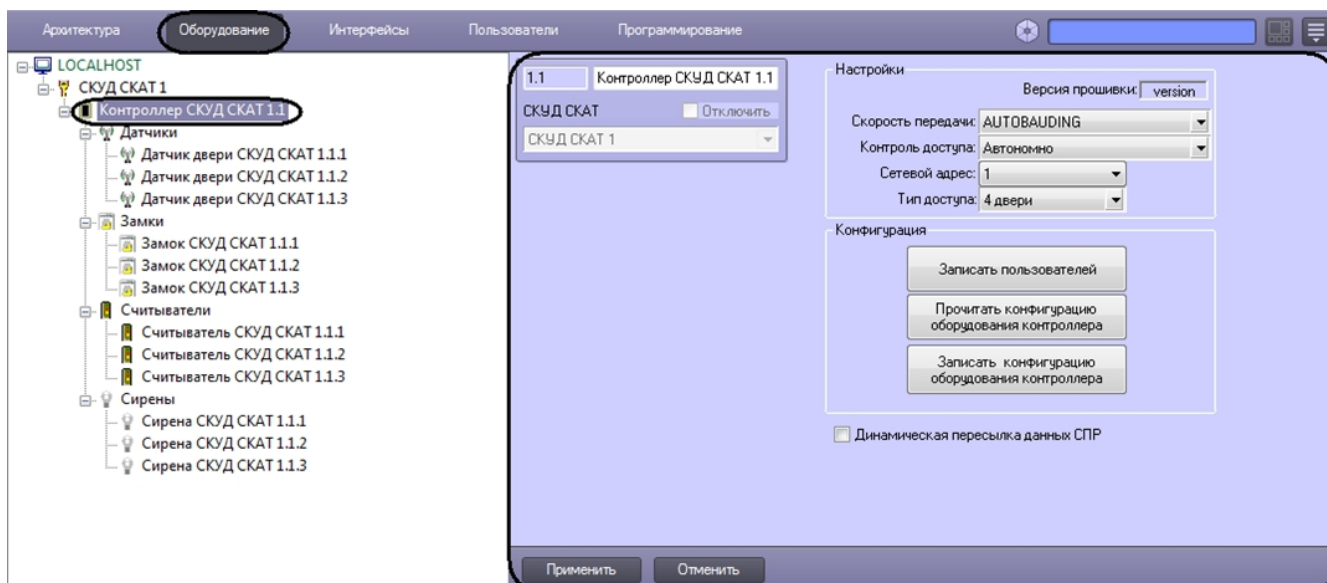 Архитектура Оборудование Интерфейсы Пользователи Программирование
LOCALHOST
СКУД СКАТ 1
Контроллер СКУД СКАТ 1.1
Датчики
Датчик двери СКУД СКАТ 1.1.1
Датчик двери СКУД СКАТ 1.1.2
Датчик двери СКУД СКАТ 1.1.3
Замки
Замок СКУД СКАТ 1.1.1
Замок СКУД СКАТ 1.1.2
Замок СКУД СКАТ 1.1.3
Считыватели
Считыватель СКУД СКАТ 1.1.1
Считыватель СКУД СКАТ 1.1.2
Считыватель СКУД СКАТ 1.1.3
Сирены
Сирена СКУД СКАТ 1.1.1
Сирена СКУД СКАТ 1.1.2
Сирена СКУД СКАТ 1.1.3
1.1 Контроллер СКУД СКАТ 1.1
СКУД СКАТ Отключить
СКУД СКАТ 1
Настройки
Версия прошивки: version
Скорость передачи: AUTOBAUDING
Контроль доступа: Автономно
Сетевой адрес: 1
Тип доступа: 4 двери
Конфигурация
Записать пользователей
Прочитать конфигурацию
оборудования контроллера
Записать конфигурацию
оборудования контроллера
Динамическая пересылка данных СПР
Применить Отменить